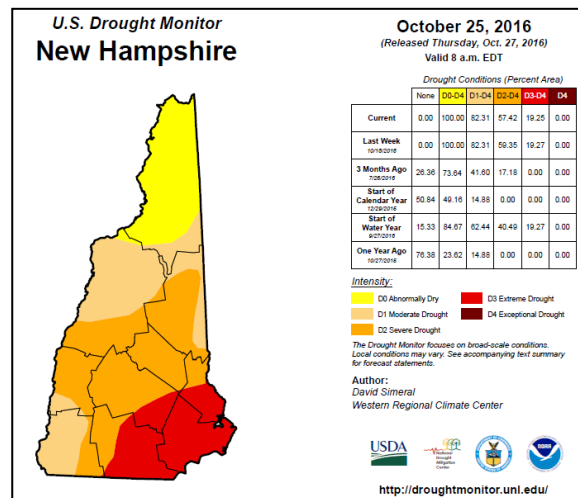 U.S. Drought Monitor
New Hampshire
October 25, 2016
(Released Thursday, Oct. 27, 2016)
Valid 8 a.m. EDT
Drought Conditions (Percent Area)
None D0-D4 D1-D4 D2-D4 D3-D4 D4
Current 0.00 100.00 82.31 57.42 19.25 0.00
Last Week 0.00 100.00 82.31 59.35 19.27 0.00
10/18/2016
3 Months Ago 26.36 73.64 41.60 17.18 0.00 0.00
7/26/2016
Start of
Calendar Year 50.84 49.16 14.88 0.00 0.00 0.00
12/29/2015
Start of
Water Year 15.33 84.67 62.44 40.49 19.27 0.00
9/27/2016
One Year Ago 76.38 23.62 14.88 0.00 0.00 0.00
10/27/2015
Intensity:
D0 Abnormally Dry D3 Extreme Drought
D1 Moderate Drought D4 Exceptional Drought
D2 Severe Drought
The Drought Monitor focuses on broad-scale conditions.
Local conditions may vary. See accompanying text summary
for forecast statements.
Author:
David Simeral
Western Regional Climate Center
USDA
National
Drought
Mitigation
Center
NOAA
http://droughtmonitor.unl.edu/